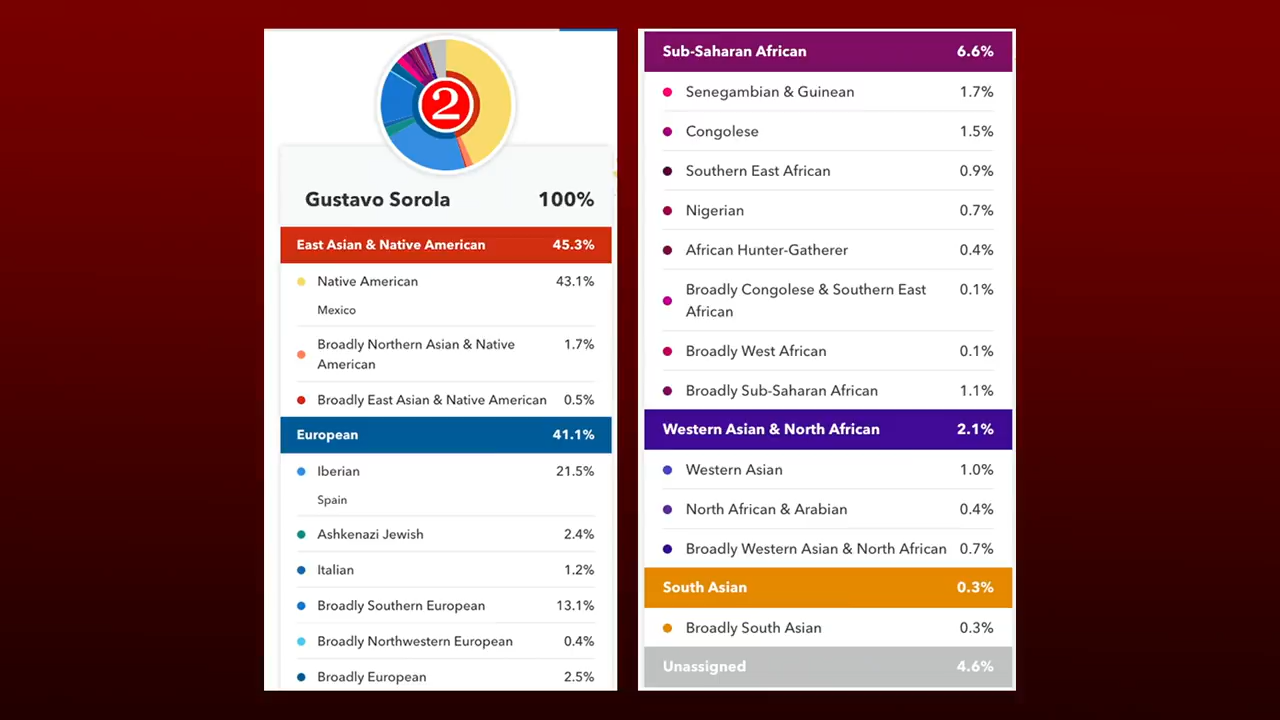 2
Gustavo Sorola 100%
East Asian & Native American 45.3%
Native American 43.1%
Mexico
Broadly Northern Asian & Native 1.7%
American
Broadly East Asian & Native American 0.5%
European 41.1%
Iberian 21.5%
Spain
Ashkenazi Jewish 2.4%
Italian 1.2%
Broadly Southern European 13.1%
Broadly Northwestern European 0.4%
Broadly European 2.5%
Sub-Saharan African 6.6%
Senegambian & Guinean 1.7%
Congolese 1.5%
Southern East African 0.9%
Nigerian 0.7%
African Hunter-Gatherer 0.4%
Broadly Congolese & Southern East 0.1%
African
Broadly West African 0.1%
Broadly Sub-Saharan African 1.1%
Western Asian & North African 2.1%
Western Asian 1.0%
North African & Arabian 0.4%
Broadly Western Asian & North African 0.7%
South Asian 0.3%
Broadly South Asian 0.3%
Unassigned 4.6%